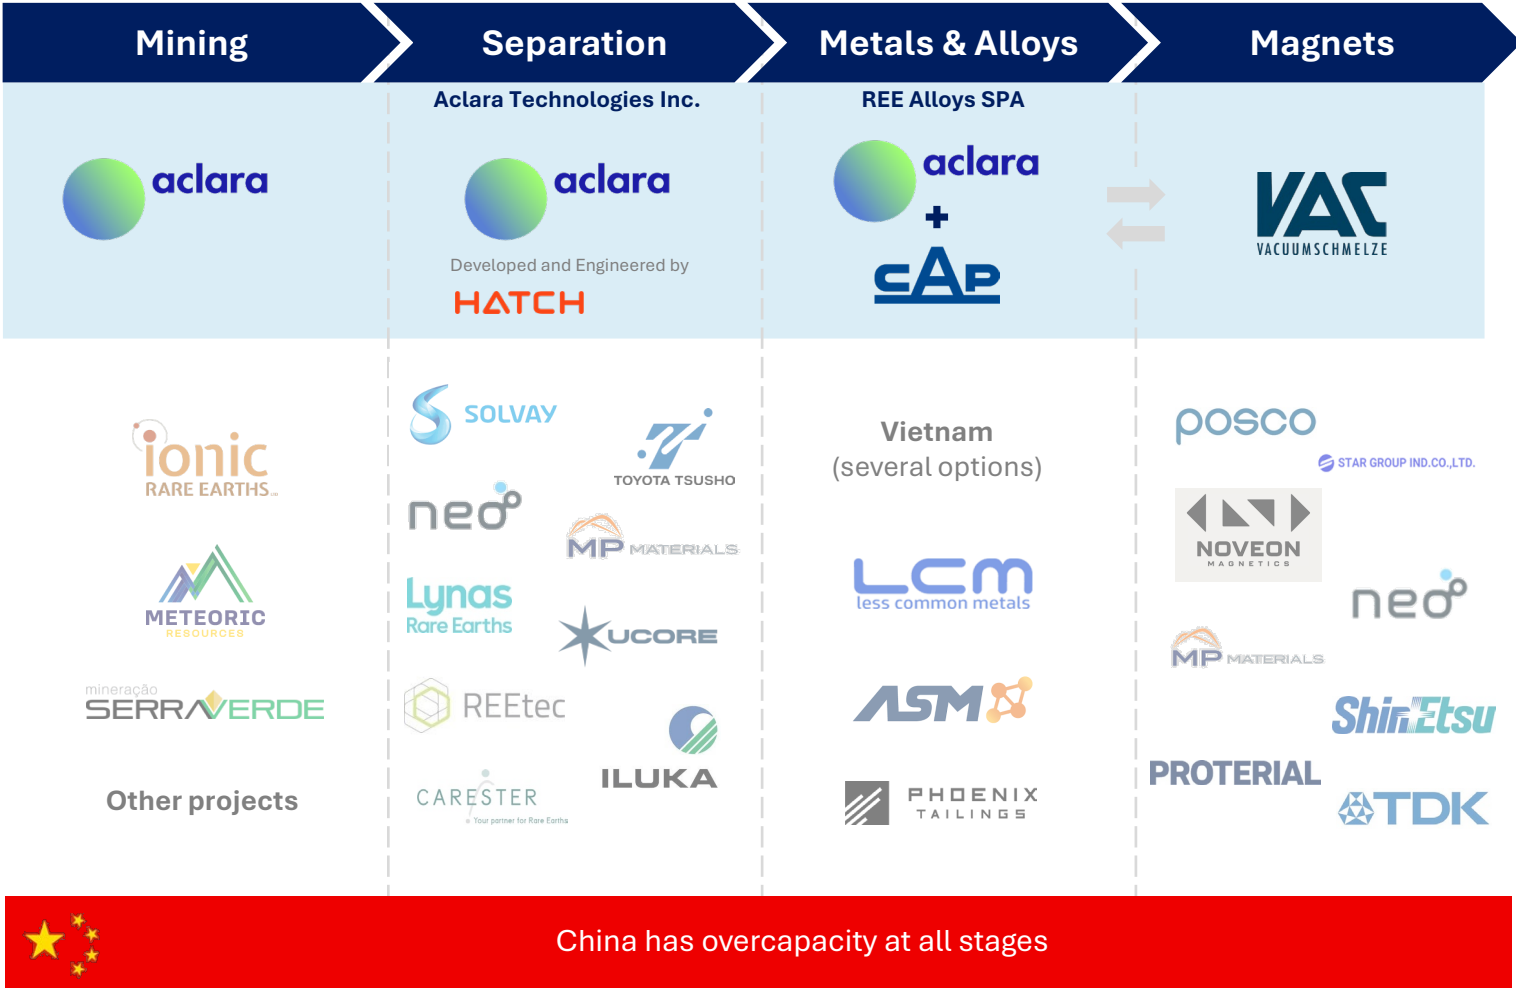 Mining
Separation
Metals & Alloys
Magnets
Aclara Technologies Inc.
REE Alloys SPA
aclara
aclara
Developed and Engineered by
HATCH
aclara
+
CAP
VAC
VACUUMSCHMELZE
ionic
RARE EARTHS
METEORIC
RESOURCES
mineração
SERRA VERDE
Other projects
SOLVAY
TOYOTA TSUSHO
neo
MP MATERIALS
Lynas
Rare Earths
UCORE
REEtec
ILUKA
CARESTER
Your partner for Rare Earths
Vietnam
(several options)
LCM
less common metals
ASM
PHOENIX
TAILINGS
posco
STAR GROUP IND.CO.,LTD.
NOVEON
MAGNETICS
neo
MP MATERIALS
ShinEtsu
PROTERIAL
TDK
China has overcapacity at all stages